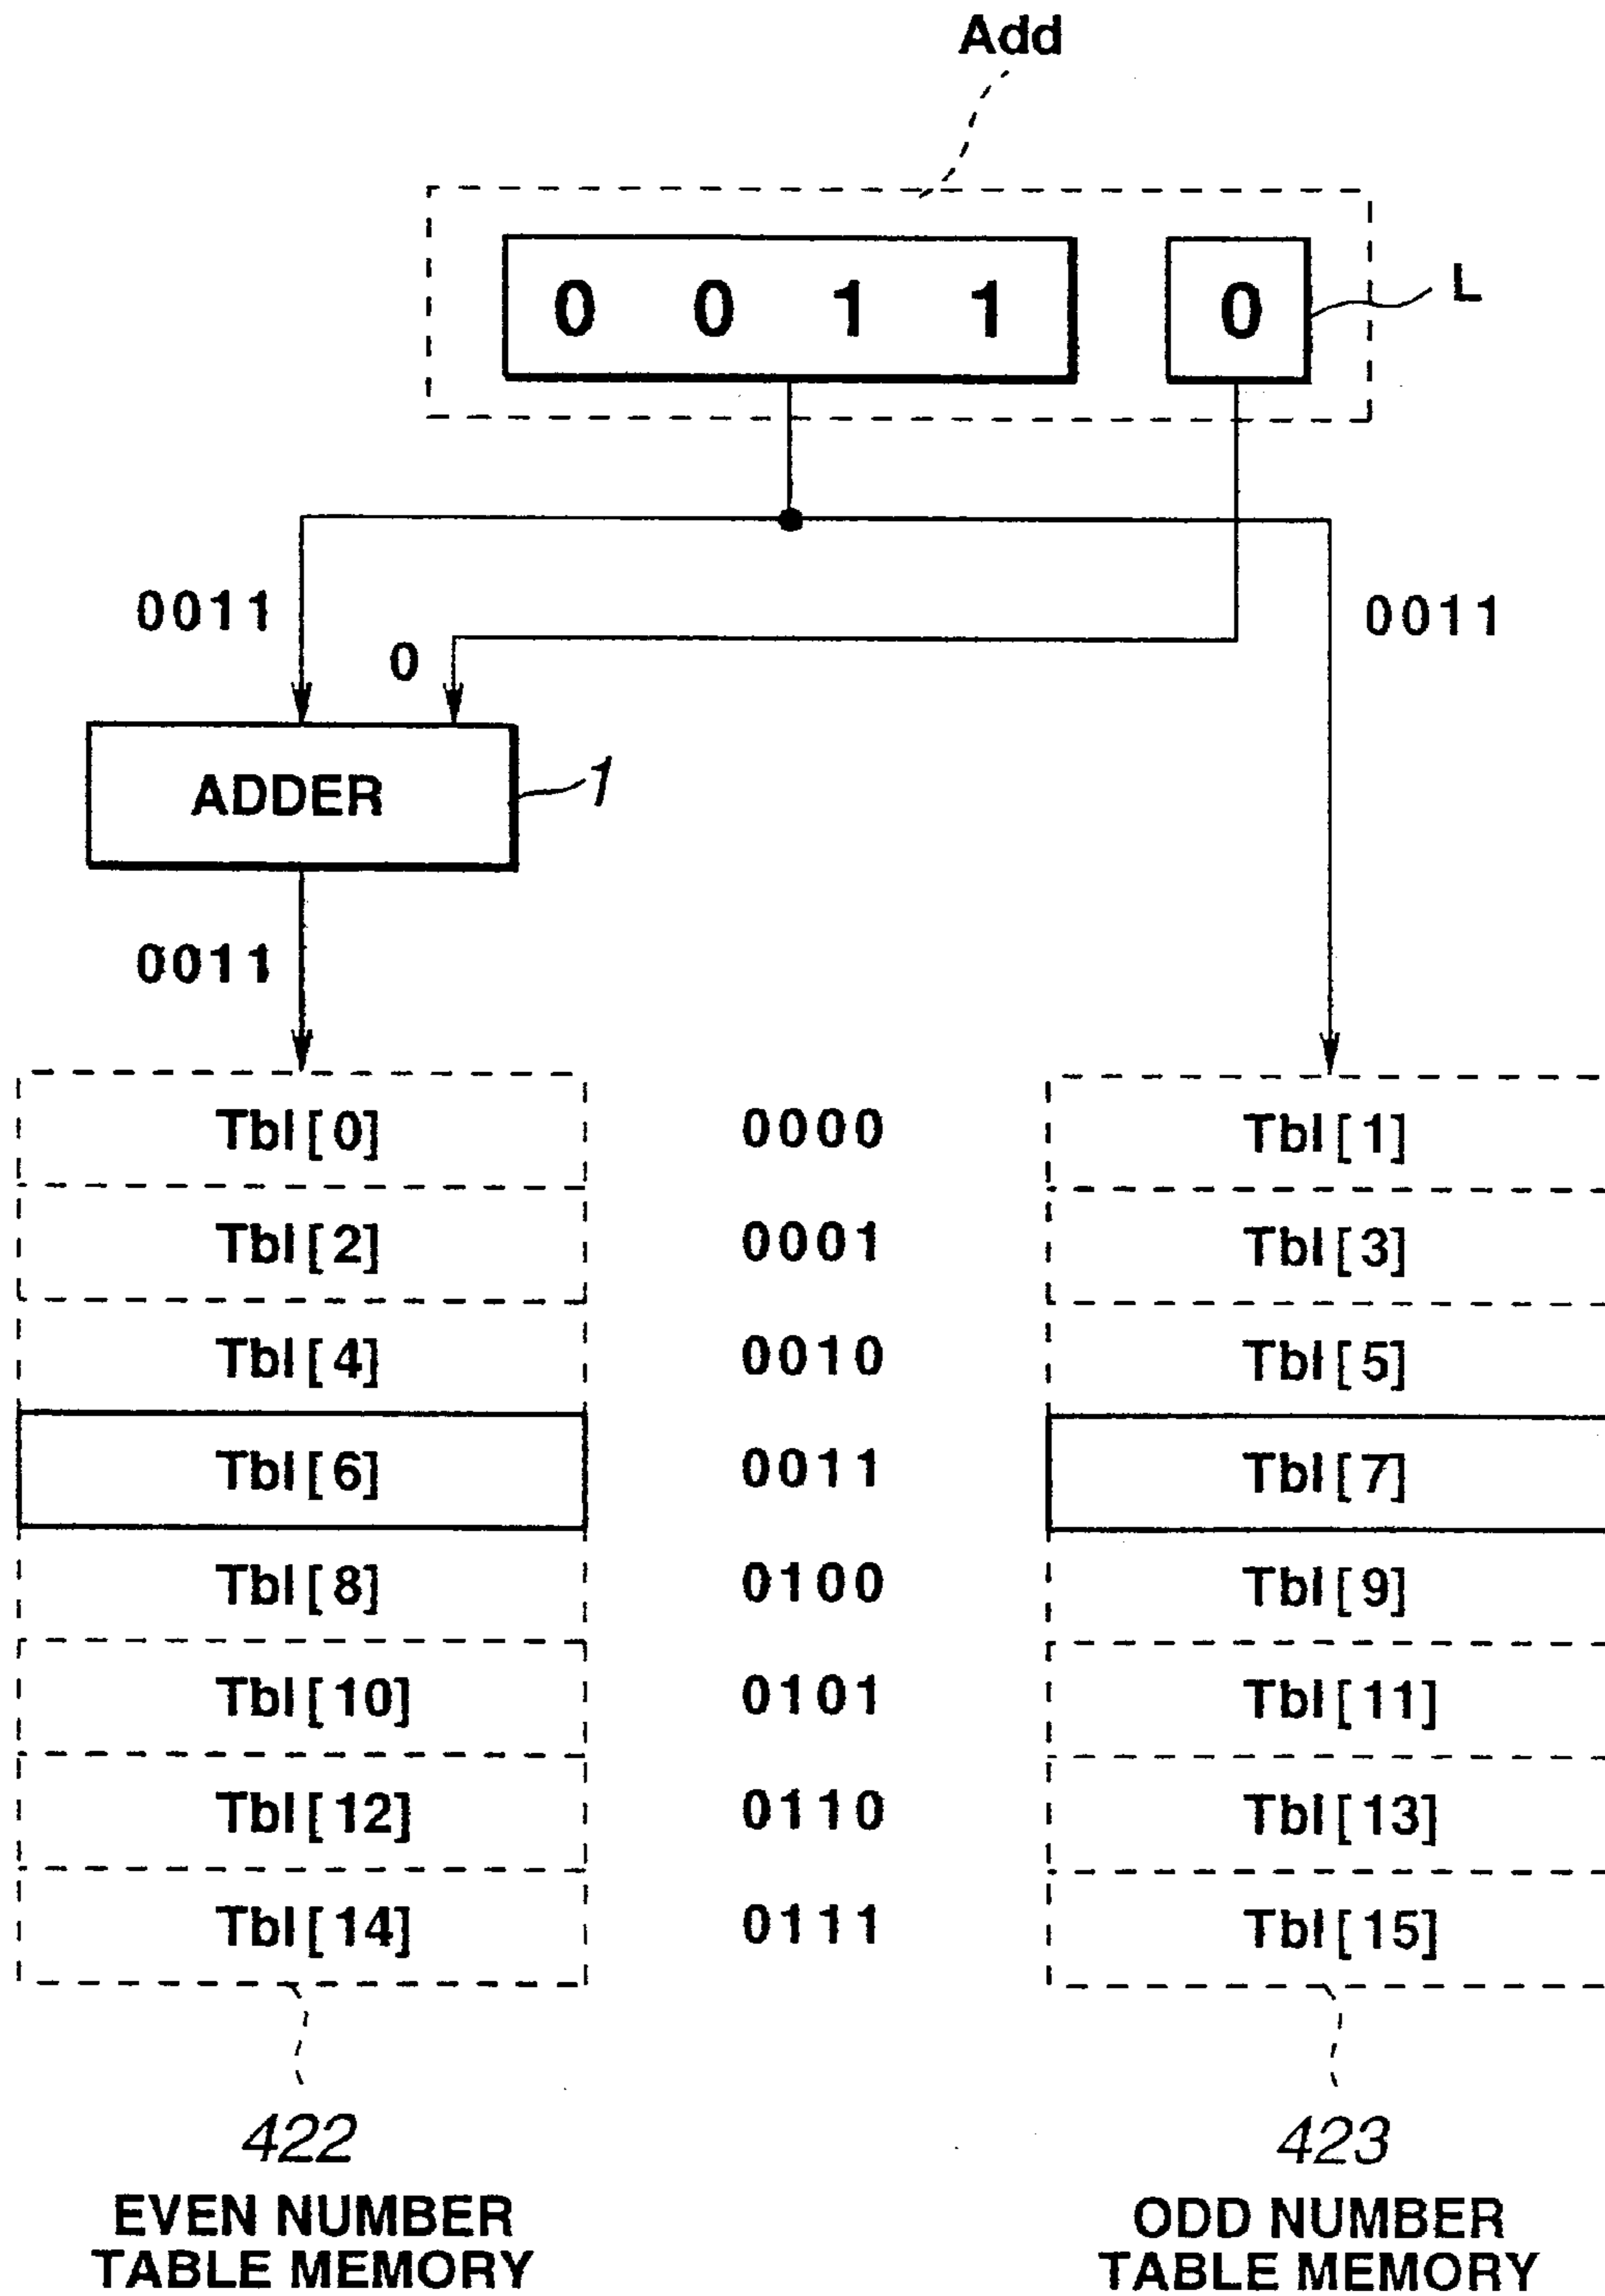 Add
0 0 1 1 0 L
0011 0011
0
ADDER 1
0011
Tbl[0] 0000 Tbl[1]
Tbl[2] 0001 Tbl[3]
Tbl[4] 0010 Tbl[5]
Tbl[6] 0011 Tbl[7]
Tbl[8] 0100 Tbl[9]
Tbl[10] 0101 Tbl[11]
Tbl[12] 0110 Tbl[13]
Tbl[14] 0111 Tbl[15]
422 423
EVEN NUMBER ODD NUMBER
TABLE MEMORY TABLE MEMORY